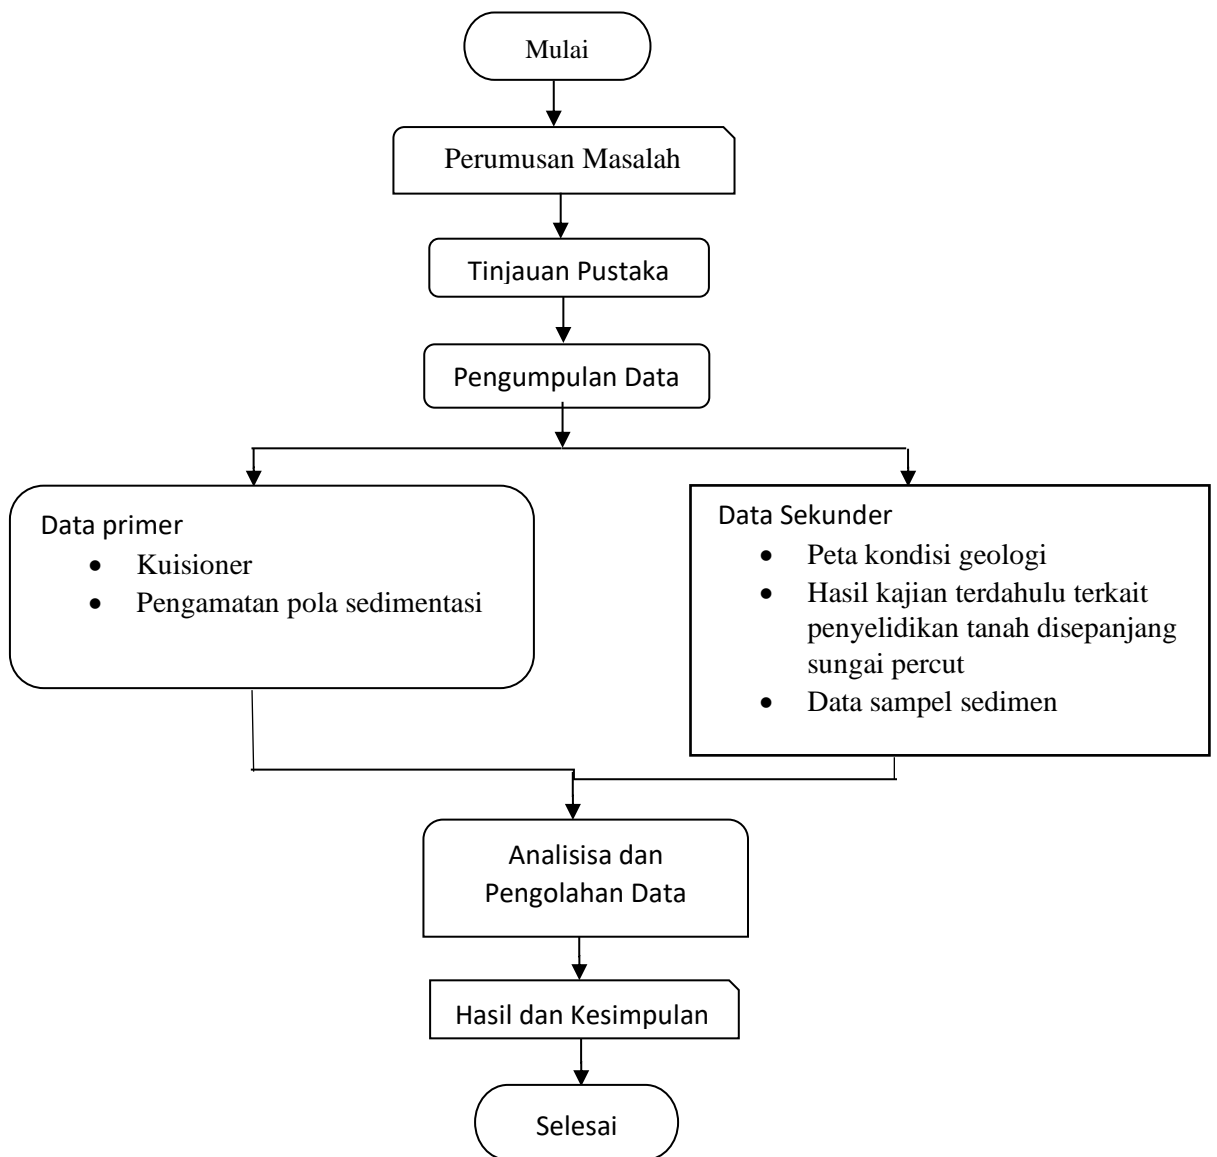 Mulai
Perumusan Masalah
Tinjauan Pustaka
Pengumpulan Data
Data primer
• Kuisioner
• Pengamatan pola sedimentasi
Data Sekunder
• Peta kondisi geologi
• Hasil kajian terdahulu terkait
penyelidikan tanah disepanjang
sungai percut
• Data sampel sedimen
Analisisa dan
Pengolahan Data
Hasil dan Kesimpulan
Selesai